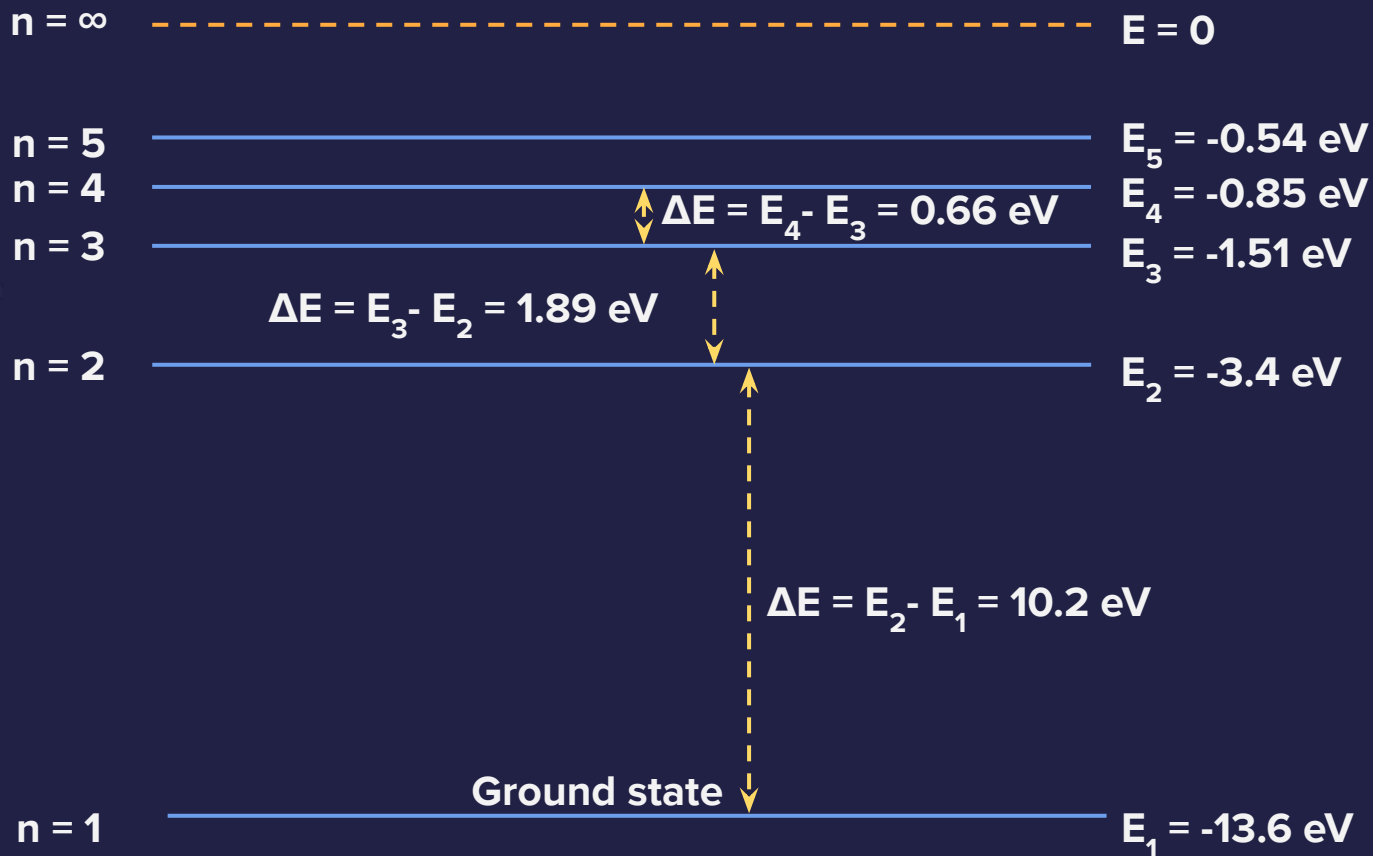 n = ∞
E = 0
n = 5
E₅ = -0.54 eV
n = 4
E₄ = -0.85 eV
ΔE = E₄- E₃ = 0.66 eV
n = 3
E₃ = -1.51 eV
ΔE = E₃- E₂ = 1.89 eV
n = 2
E₂ = -3.4 eV
ΔE = E₂- E₁ = 10.2 eV
Ground state
n = 1
E₁ = -13.6 eV